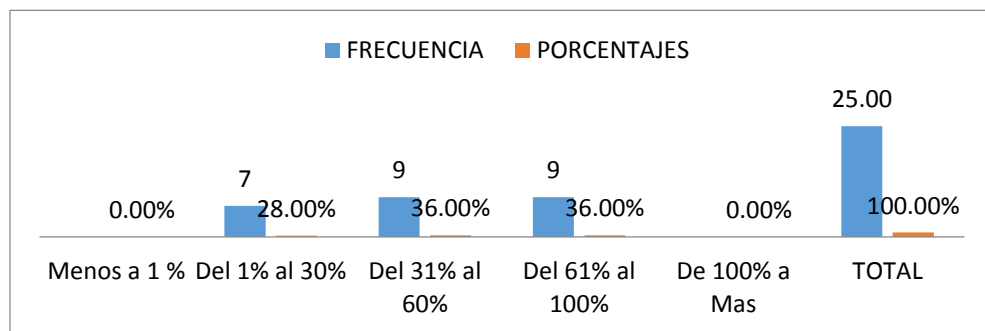 FRECUENCIA PORCENTAJES
25.00
7 9 9
0.00% 28.00% 36.00% 36.00% 0.00% 100.00%
Menos a 1 % Del 1% al 30% Del 31% al Del 61% al De 100% a TOTAL
60% 100% Mas